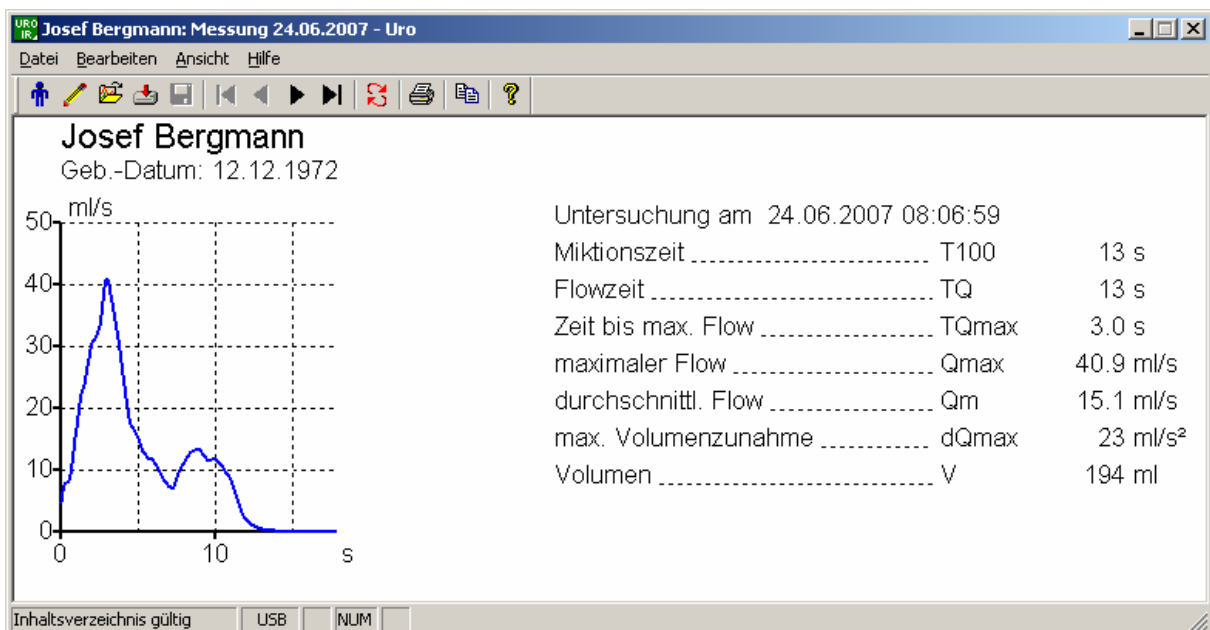 URO IR Josef Bergmann: Messung 24.06.2007 - Uro
Datei Bearbeiten Ansicht Hilfe
Josef Bergmann
Geb.-Datum: 12.12.1972
ml/s
50
40
30
20
10
0
0 10 s
Untersuchung am 24.06.2007 08:06:59
Miktionszeit T100 13 s
Flowzeit TQ 13 s
Zeit bis max. Flow TQmax 3.0 s
maximaler Flow Qmax 40.9 ml/s
durchschnittl. Flow Qm 15.1 ml/s
max. Volumenzunahme dQmax 23 ml/s²
Volumen V 194 ml
Inhaltsverzeichnis gültig USB NUM